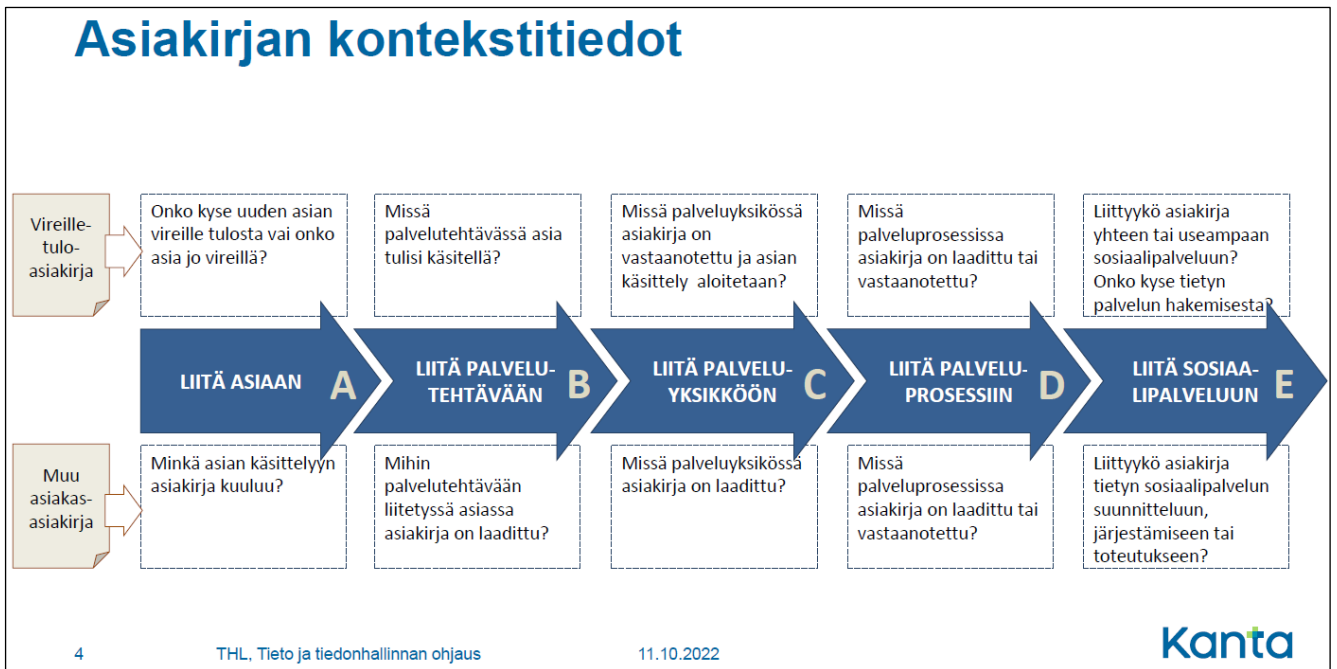 Asiakirjan kontekstitiedot
Vireille-
tulo-
asiakirja
Onko kyse uuden asian
vireille tulosta vai onko
asia jo vireillä?
Missä
palvelutehtävässä asia
tulisi käsitellä?
Missä palveluyksikössä
asiakirja on
vastaanotettu ja asian
käsittely aloitetaan?
Missä
palveluprosessissa
asiakirja on laadittu tai
vastaanotettu?
Liittyykö asiakirja
yhteen tai useampaan
sosiaalipalveluun?
Onko kyse tietyn
palvelun hakemisesta?
LIITÄ ASIAAN A
LIITÄ PALVELU-
TEHTÄVÄÄN B
LIITÄ PALVELU-
YKSIKKÖÖN C
LIITÄ PALVELU-
PROSESSIIN D
LIITÄ SOSIAA-
LIPALVELUUN E
Muu
asiakas-
asiakirja
Minkä asian käsittelyyn
asiakirja kuuluu?
Mihin
palvelutehtävään
liitetyssä asiassa
asiakirja on laadittu?
Missä palveluyksikössä
asiakirja on laadittu?
Missä
palveluprosessissa
asiakirja on laadittu tai
vastaanotettu?
Liittyykö asiakirja
tietyn sosiaalipalvelun
suunnitteluun,
järjestämiseen tai
toteutukseen?
4 THL, Tieto ja tiedonhallinnan ohjaus 11.10.2022
Kanta